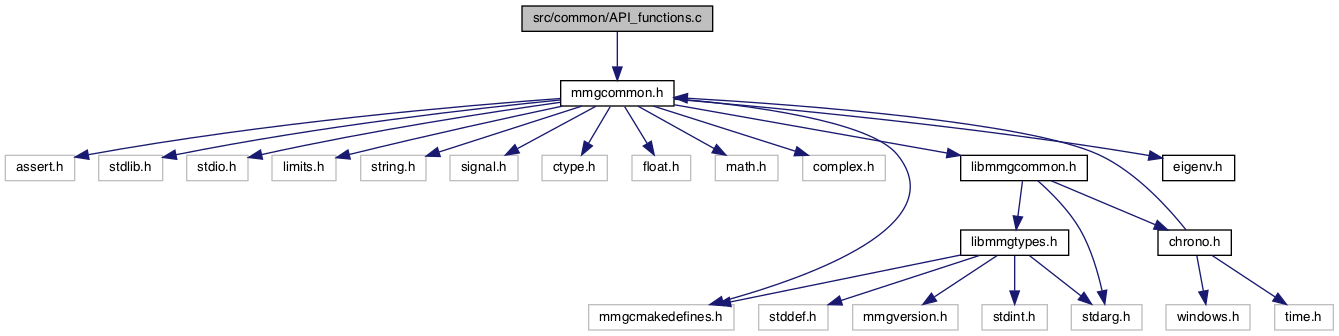 src/common/API_functions.c
mmgcommon.h
assert.h
stdlib.h
stdio.h
limits.h
string.h
signal.h
ctype.h
float.h
math.h
complex.h
libmmgcommon.h
eigenv.h
libmmgtypes.h
chrono.h
mmgcmakedefines.h
stddef.h
mmgversion.h
stdint.h
stdarg.h
windows.h
time.h